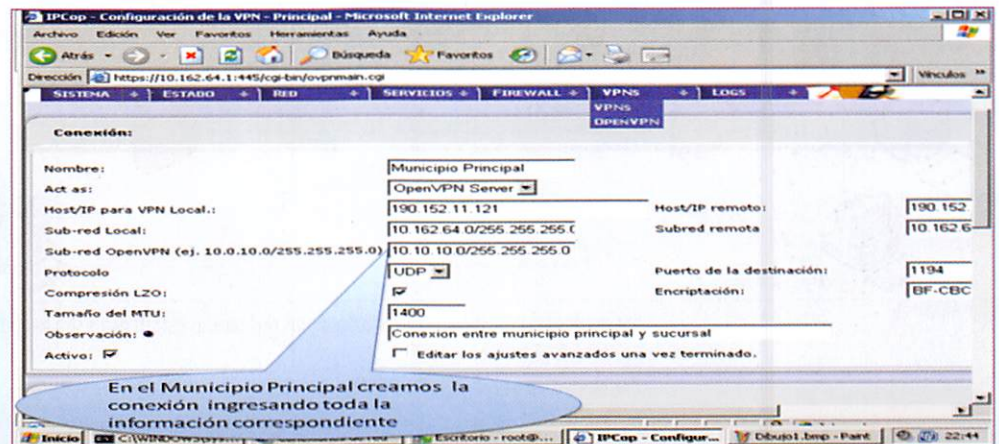 IPCop - Configuración de la VPN - Principal - Microsoft Internet Explorer
Archivo Edición Ver Favoritos Herramientas Ayuda
Atrás Búsqueda Favoritos
Dirección https://10.162.64.1:445/cgi-bin/ovpnmain.cgi Vínculos »
SISTEMA ESTADO RED SERVICIOS FIREWALL VPNS LOGS
VPNS
OPENVPN
Conexión:
Nombre: Municipio Principal
Act as: OpenVPN Server
Host/IP para VPN Local.: 190.152.11.121 Host/IP remoto: 190.152
Sub-red Local: 10.162.64.0/255.255.255.( Subred remota 10.162.6
Sub-red OpenVPN (ej. 10.0.10.0/255.255.255.0) 10.10.10.0/255.255.255.0
Protocolo UDP Puerto de la destinación: 1194
Compresión LZO: Encriptación: BF-CBC
Tamaño del MTU: 1400
Observación: Conexion entre municipio principal y sucursal
Activo: Editar los ajustes avanzados una vez terminado.
En el Municipio Principal creamos la
conexión ingresando toda la
información correspondiente
Inicio Escritorio - root@... IPCop - Configur... Dibujo1.bmp - Paint 22:44